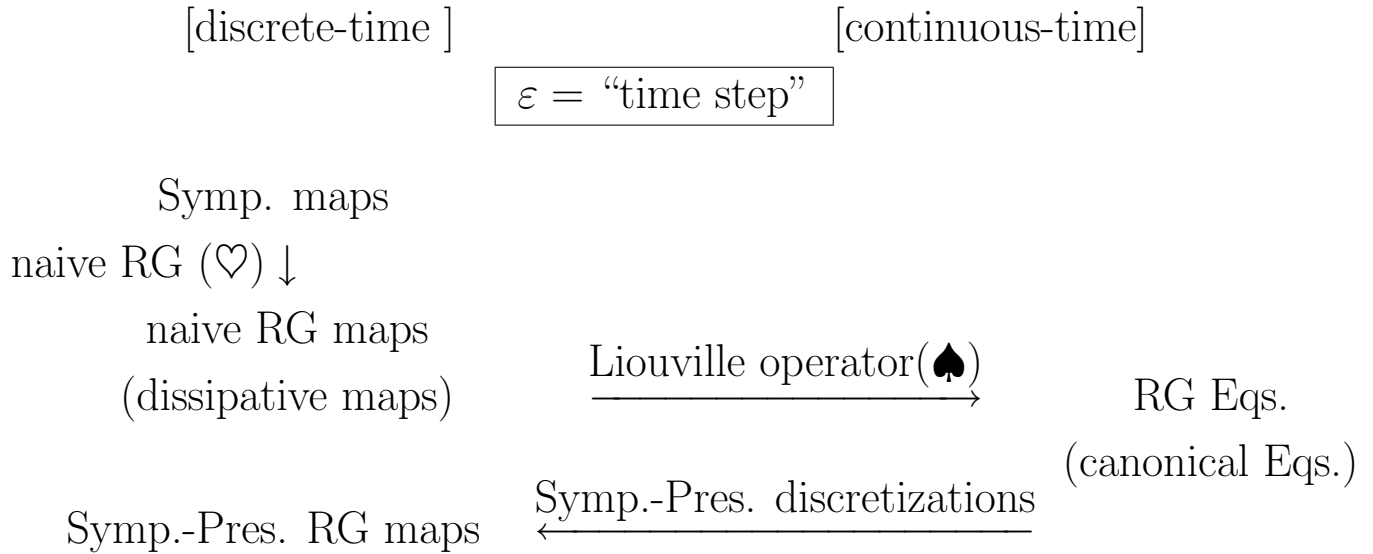 [discrete-time ] [continuous-time]
ε = “time step”
Symp. maps
naive RG (♡) ↓
naive RG maps
Liouville operator(♠)
(dissipative maps)
RG Eqs.
(canonical Eqs.)
Symp.-Pres. discretizations
Symp.-Pres. RG maps